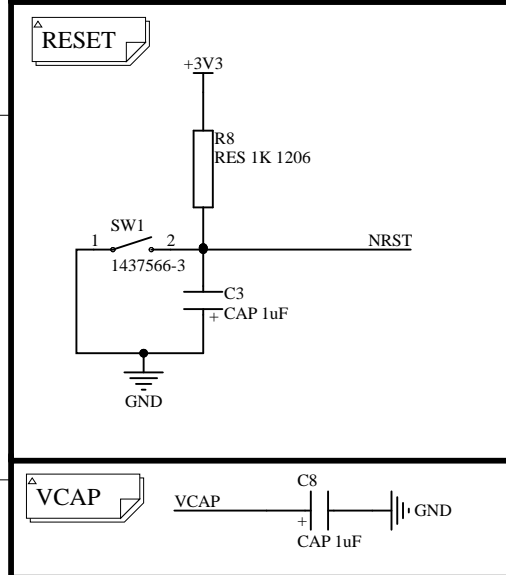 RESET
+3V3
R8
RES 1K 1206
SW1
1 2
NRST
1437566-3
C3
+ CAP 1uF
GND
VCAP
C8
VCAP
+
GND
CAP 1uF